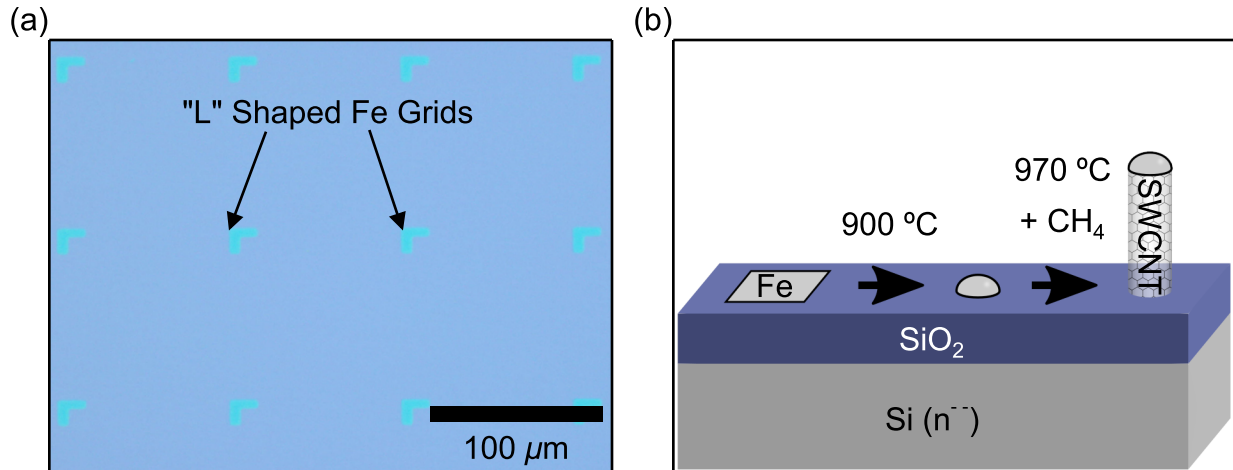 (a)
"L" Shaped Fe Grids
100 µm
(b)
970 ºC
+ CH₄
900 ºC
SWCNT
Fe
SiO₂
Si (n⁻⁻)